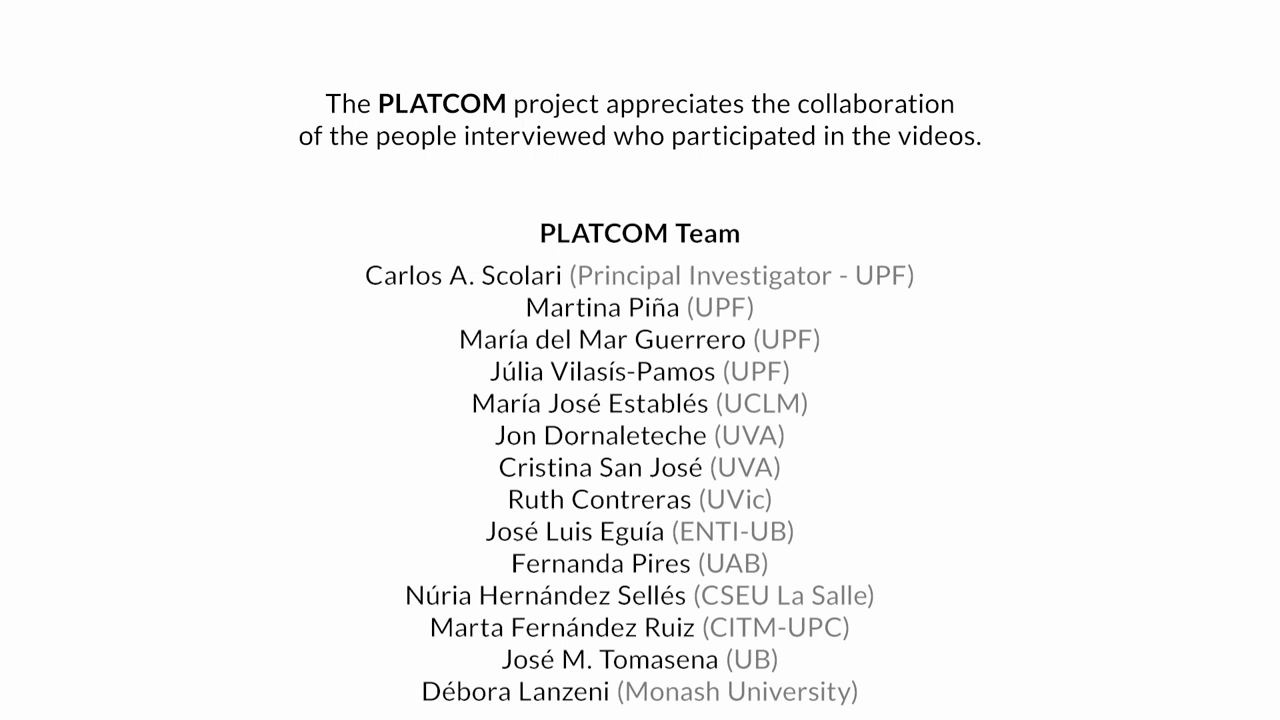 The PLATCOM project appreciates the collaboration
of the people interviewed who participated in the videos.
PLATCOM Team
Carlos A. Scolari (Principal Investigator - UPF)
Martina Piña (UPF)
María del Mar Guerrero (UPF)
Júlia Vilasís-Pamos (UPF)
María José Establés (UCLM)
Jon Dornaleteche (UVA)
Cristina San José (UVA)
Ruth Contreras (UVic)
José Luis Eguía (ENTI-UB)
Fernanda Pires (UAB)
Núria Hernández Sellés (CSEU La Salle)
Marta Fernández Ruiz (CITM-UPC)
José M. Tomasena (UB)
Débora Lanzeni (Monash University)